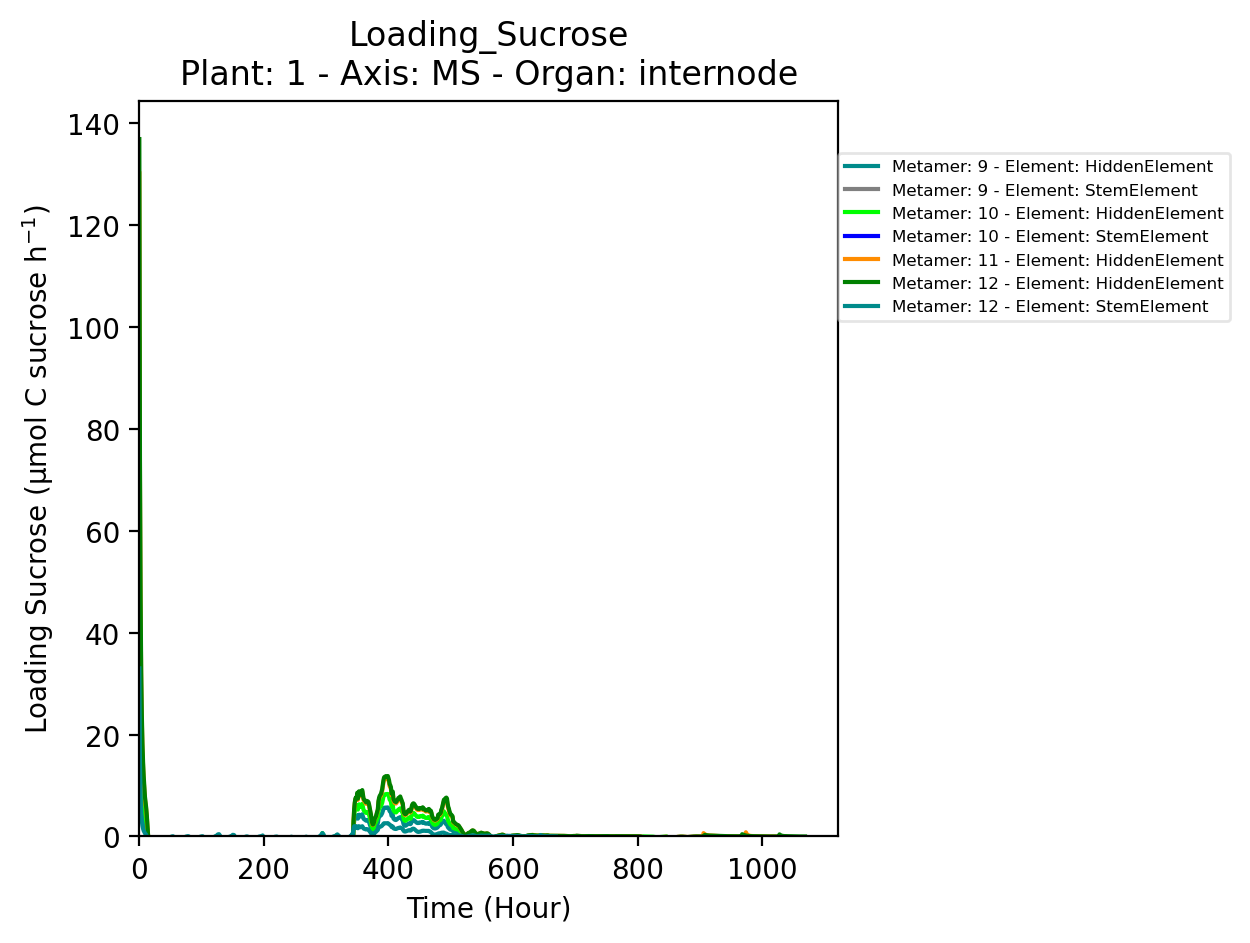 Loading_Sucrose
Plant: 1 - Axis: MS - Organ: internode
140
120
100
80
60
40
20
0
Loading Sucrose (µmol C sucrose h⁻¹)
0 200 400 600 800 1000
Time (Hour)
Metamer: 9 - Element: HiddenElement
Metamer: 9 - Element: StemElement
Metamer: 10 - Element: HiddenElement
Metamer: 10 - Element: StemElement
Metamer: 11 - Element: HiddenElement
Metamer: 12 - Element: HiddenElement
Metamer: 12 - Element: StemElement